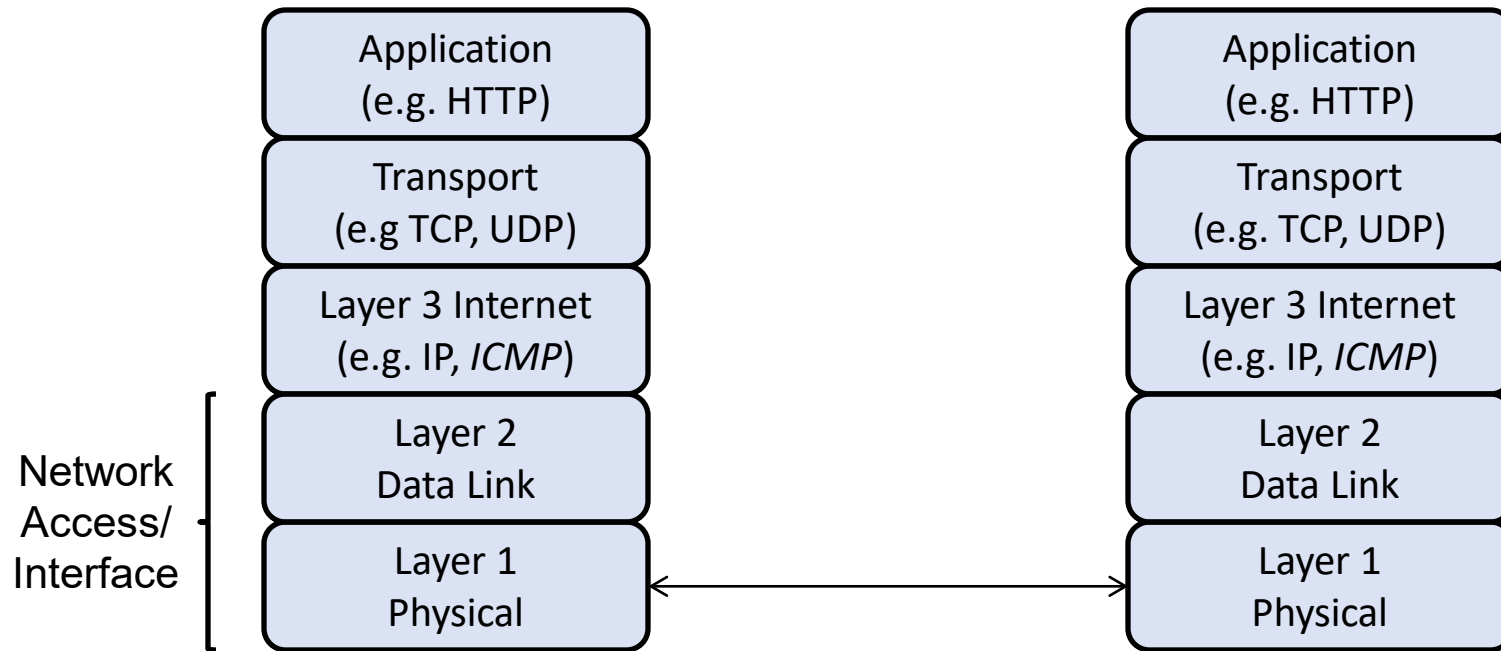 Application
(e.g. HTTP)
Transport
(e.g TCP, UDP)
Layer 3 Internet
(e.g. IP, ICMP)
Layer 2
Data Link
Layer 1
Physical
Network
Access/
Interface
Application
(e.g. HTTP)
Transport
(e.g. TCP, UDP)
Layer 3 Internet
(e.g. IP, ICMP)
Layer 2
Data Link
Layer 1
Physical